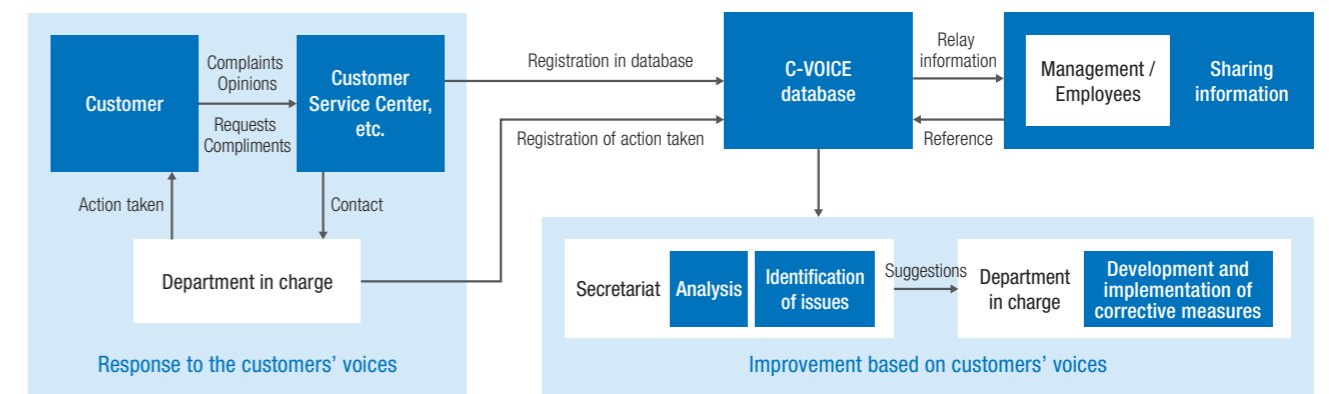 Customer
Complaints
Opinions
Requests
Compliments
Customer
Service Center,
etc.
Action taken
Contact
Department in charge
Response to the customers’ voices
Registration in database
Registration of action taken
C-VOICE
database
Relay
information
Reference
Management /
Employees
Sharing
information
Secretariat
Analysis
Identification
of issues
Suggestions
Department
in charge
Development and
implementation of
corrective measures
Improvement based on customers’ voices